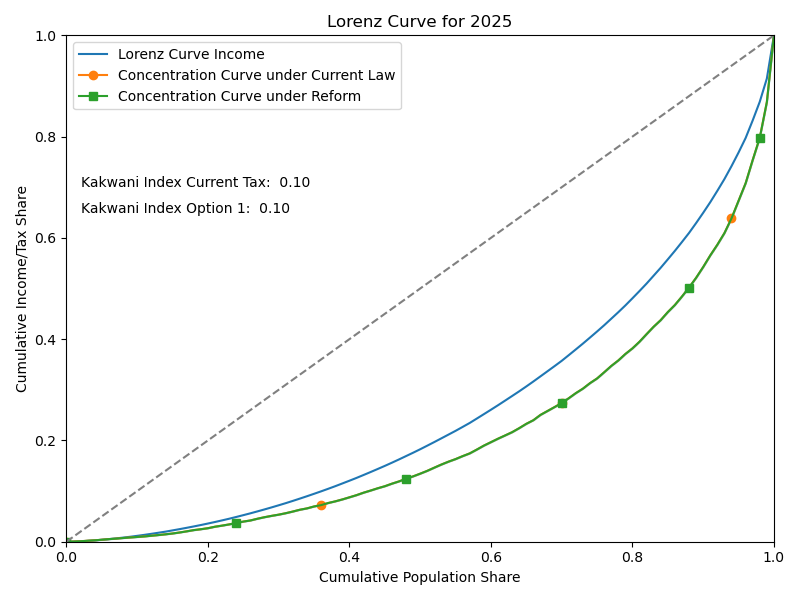 Lorenz Curve for 2025
Lorenz Curve Income
Concentration Curve under Current Law
Concentration Curve under Reform
Kakwani Index Current Tax:  0.10
Kakwani Index Option 1:  0.10
Cumulative Income/Tax Share
1.0
0.8
0.6
0.4
0.2
0.0
0.0 0.2 0.4 0.6 0.8 1.0
Cumulative Population Share